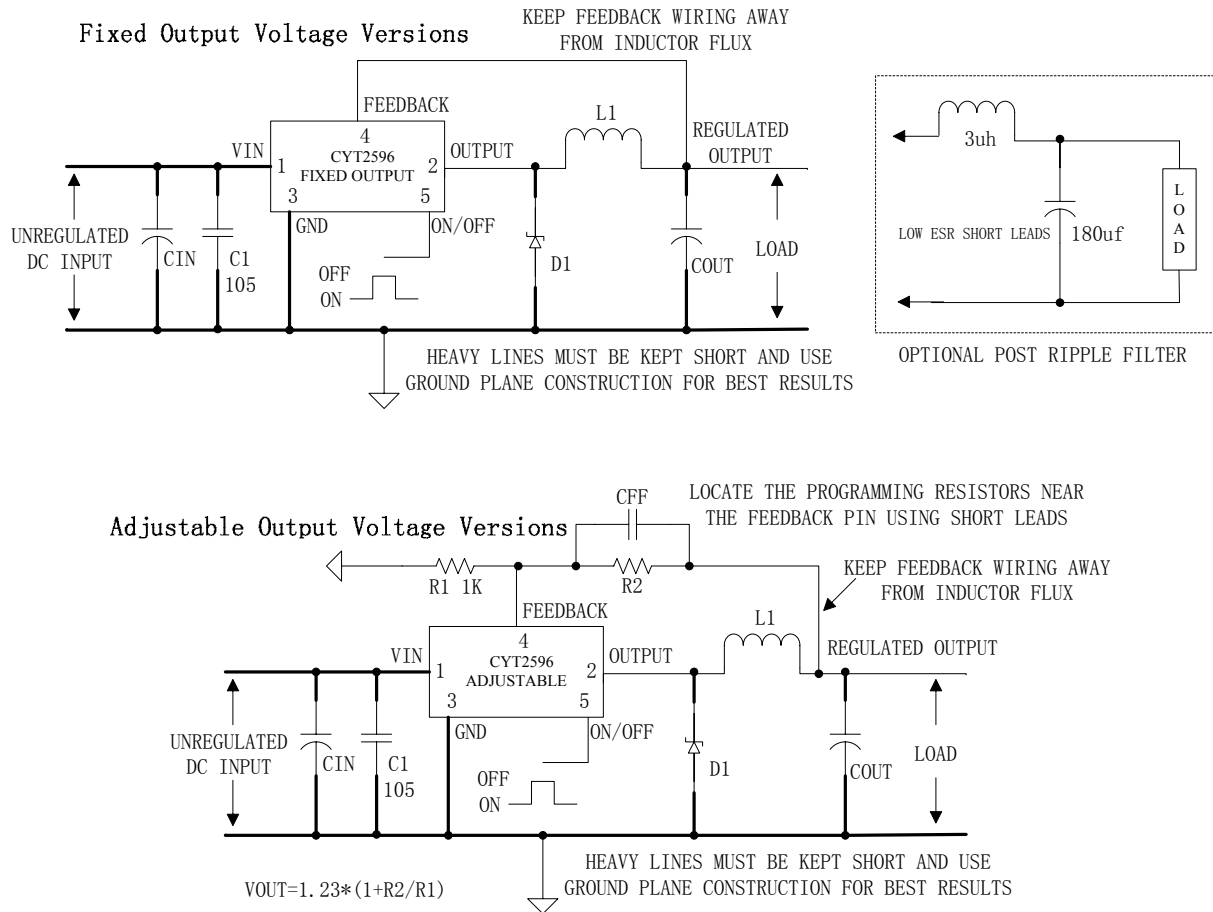 Fixed Output Voltage Versions
KEEP FEEDBACK WIRING AWAY
FROM INDUCTOR FLUX
FEEDBACK
4
CYT2596
FIXED OUTPUT
VIN
1
2
OUTPUT
3
5
GND
ON/OFF
L1
REGULATED
OUTPUT
UNREGULATED
DC INPUT
CIN
C1
105
OFF
ON
D1
COUT
LOAD
HEAVY LINES MUST BE KEPT SHORT AND USE
GROUND PLANE CONSTRUCTION FOR BEST RESULTS
3uh
LOW ESR SHORT LEADS
180uf
LOAD
OPTIONAL POST RIPPLE FILTER
Adjustable Output Voltage Versions
CFF
LOCATE THE PROGRAMMING RESISTORS NEAR
THE FEEDBACK PIN USING SHORT LEADS
R1 1K
R2
KEEP FEEDBACK WIRING AWAY
FROM INDUCTOR FLUX
FEEDBACK
4
CYT2596
ADJUSTABLE
VIN
1
2
OUTPUT
3
5
GND
ON/OFF
L1
REGULATED OUTPUT
UNREGULATED
DC INPUT
CIN
C1
105
OFF
ON
D1
COUT
LOAD
HEAVY LINES MUST BE KEPT SHORT AND USE
GROUND PLANE CONSTRUCTION FOR BEST RESULTS
VOUT=1.23*(1+R2/R1)